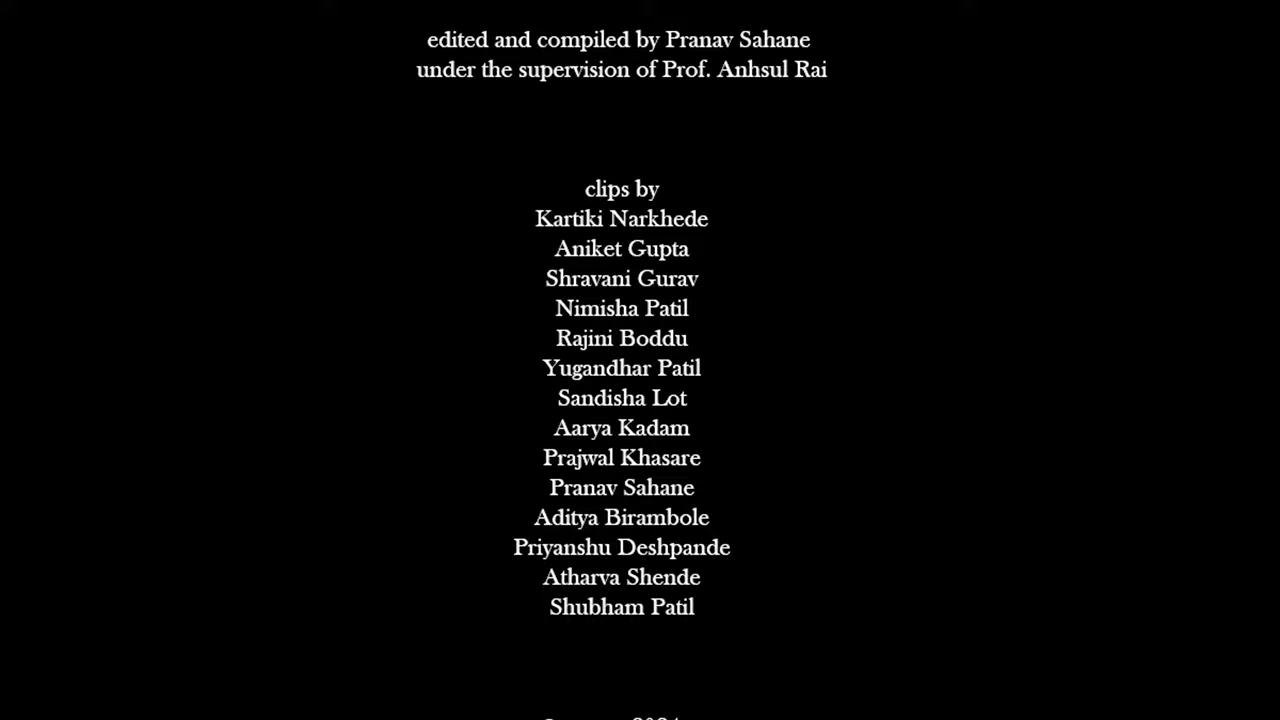 edited and compiled by Pranav Sahane
under the supervision of Prof. Anhsul Rai
clips by
Kartiki Narkhede
Aniket Gupta
Shravani Gurav
Nimisha Patil
Rajini Boddu
Yugandhar Patil
Sandisha Lot
Aarya Kadam
Prajwal Khasare
Pranav Sahane
Aditya Birambole
Priyanshu Deshpande
Atharva Shende
Shubham Patil